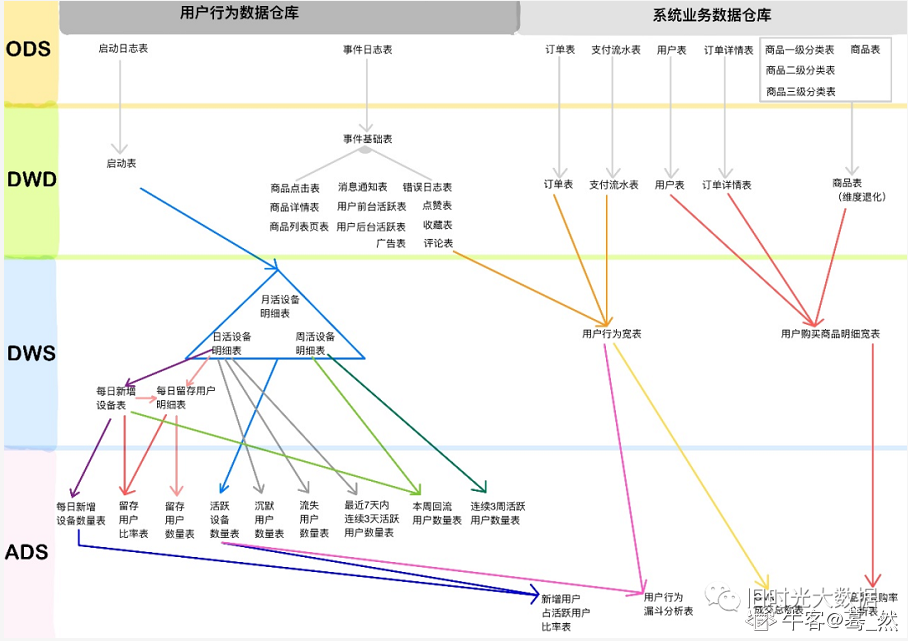 用户行为数据仓库
系统业务数据仓库
ODS
启动日志表
事件日志表
订单表
支付流水表
用户表
订单详情表
商品一级分类表
商品表
商品二级分类表
商品三级分类表
DWD
启动表
事件基础表
商品点击表
消息通知表
错误日志表
商品详情表
用户前台活跃表
点赞表
商品列表页表
用户后台活跃表
收藏表
广告表
评论表
订单表
支付流水表
用户表
订单详情表
商品表
(维度退化)
DWS
月活设备
明细表
日活设备
明细表
周活设备
明细表
每日新增
设备表
每日留存用户
明细表
用户行为宽表
用户购买商品明细宽表
ADS
每日新增
设备数量表
留存
用户
比率表
留存
用户
数量表
活跃
设备
数量表
沉默
用户
数量表
流失
用户
数量表
最近7天内
连续3天活跃
用户数量表
本周回流
用户数量表
连续3周活跃
用户数量表
新增用户
占活跃用户
比率表
用户行为
漏斗分析表
购率
旧时光大数据
牛客@蓦_然